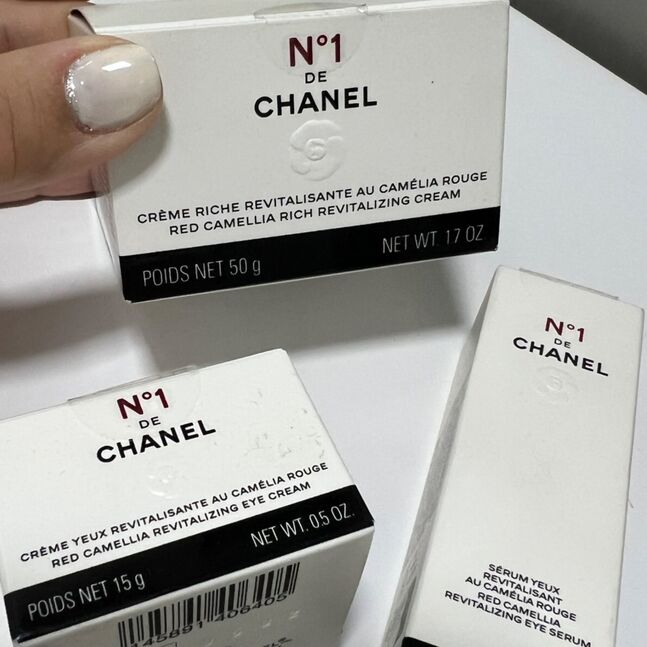 N°1
DE
CHANEL
CRÈME RICHE REVITALISANTE AU CAMÉLIA ROUGE
RED CAMELLIA RICH REVITALIZING CREAM
POIDS NET 50 g NET WT. 1.7 OZ.
N°1
DE
CHANEL
CRÈME YEUX REVITALISANTE AU CAMÉLIA ROUGE
RED CAMELLIA REVITALIZING EYE CREAM
POIDS NET 15 g NET WT. 0.5 OZ.
145891 406405
N°1
DE
CHANEL
SÉRUM YEUX
REVITALISANT
AU CAMÉLIA ROUGE
RED CAMELLIA
REVITALIZING EYE SERUM